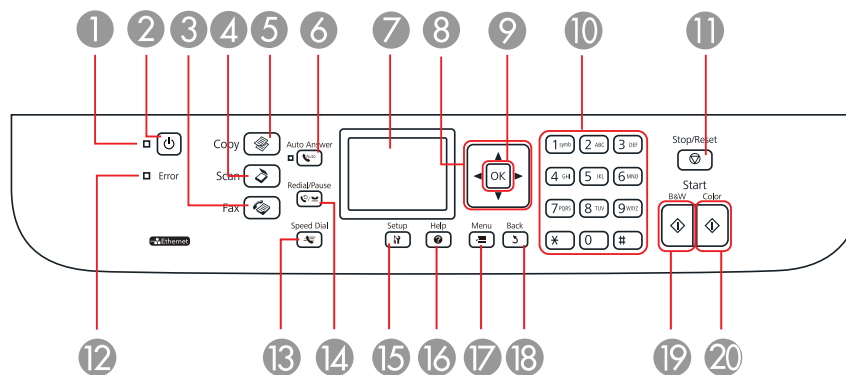 1 2 3 4 5 6 7 8 9 10 11
Copy
Auto Answer
Auto
Scan
Error
Redial/Pause
Fax
Speed Dial
Ethernet
Setup Help Menu Back
OK
1 symb 2 ABC 3 DEF
4 GHI 5 JKL 6 MNO
7 PQRS 8 TUV 9 WXYZ
* 0 #
Stop/Reset
Start
B&W Color
12 13 14 15 16 17 18 19 20